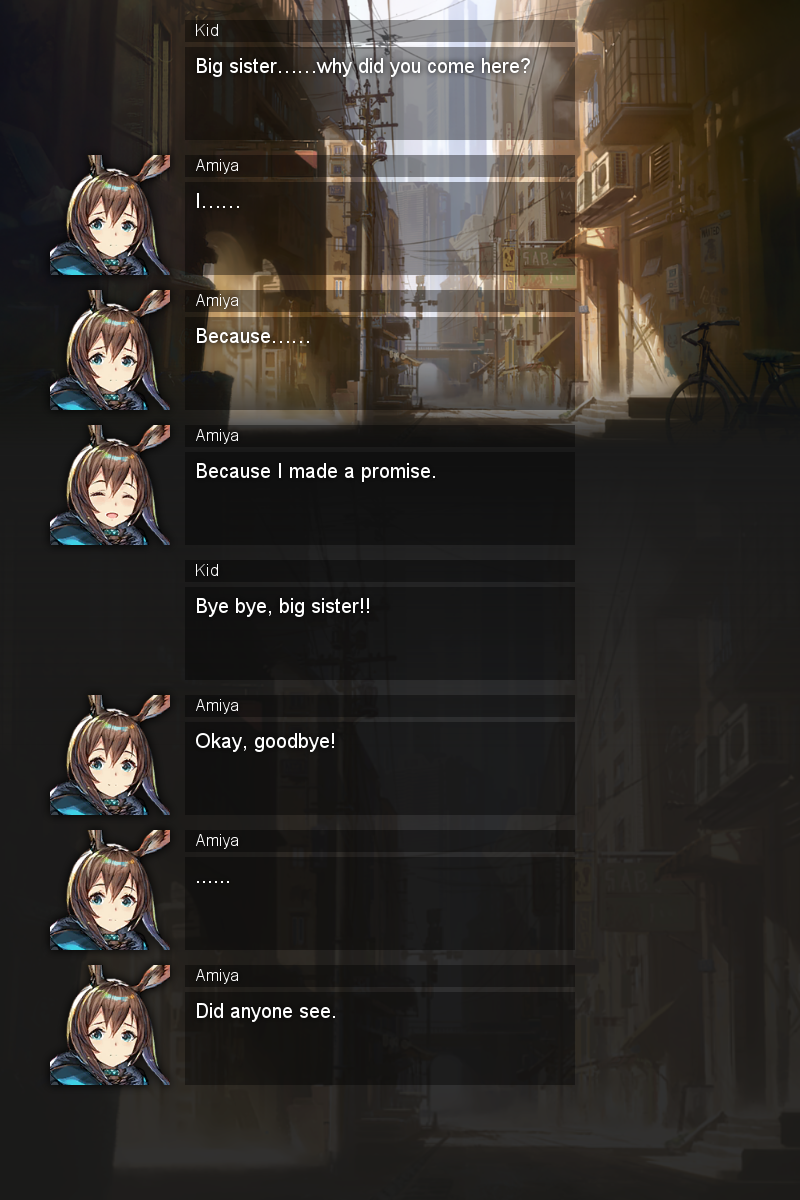 Kid
Big sister……why did you come here?
Amiya
I……
Amiya
Because……
Amiya
Because I made a promise.
Kid
Bye bye, big sister!!
Amiya
Okay, goodbye!
Amiya
……
Amiya
Did anyone see.